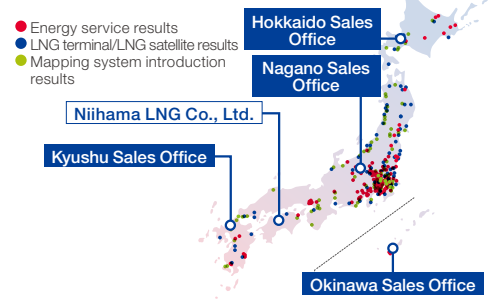 Energy service results
LNG terminal/LNG satellite results
Mapping system introduction
results
Hokkaido Sales
Office
Nagano Sales
Office
Niihama LNG Co., Ltd.
Kyushu Sales Office
Okinawa Sales Office